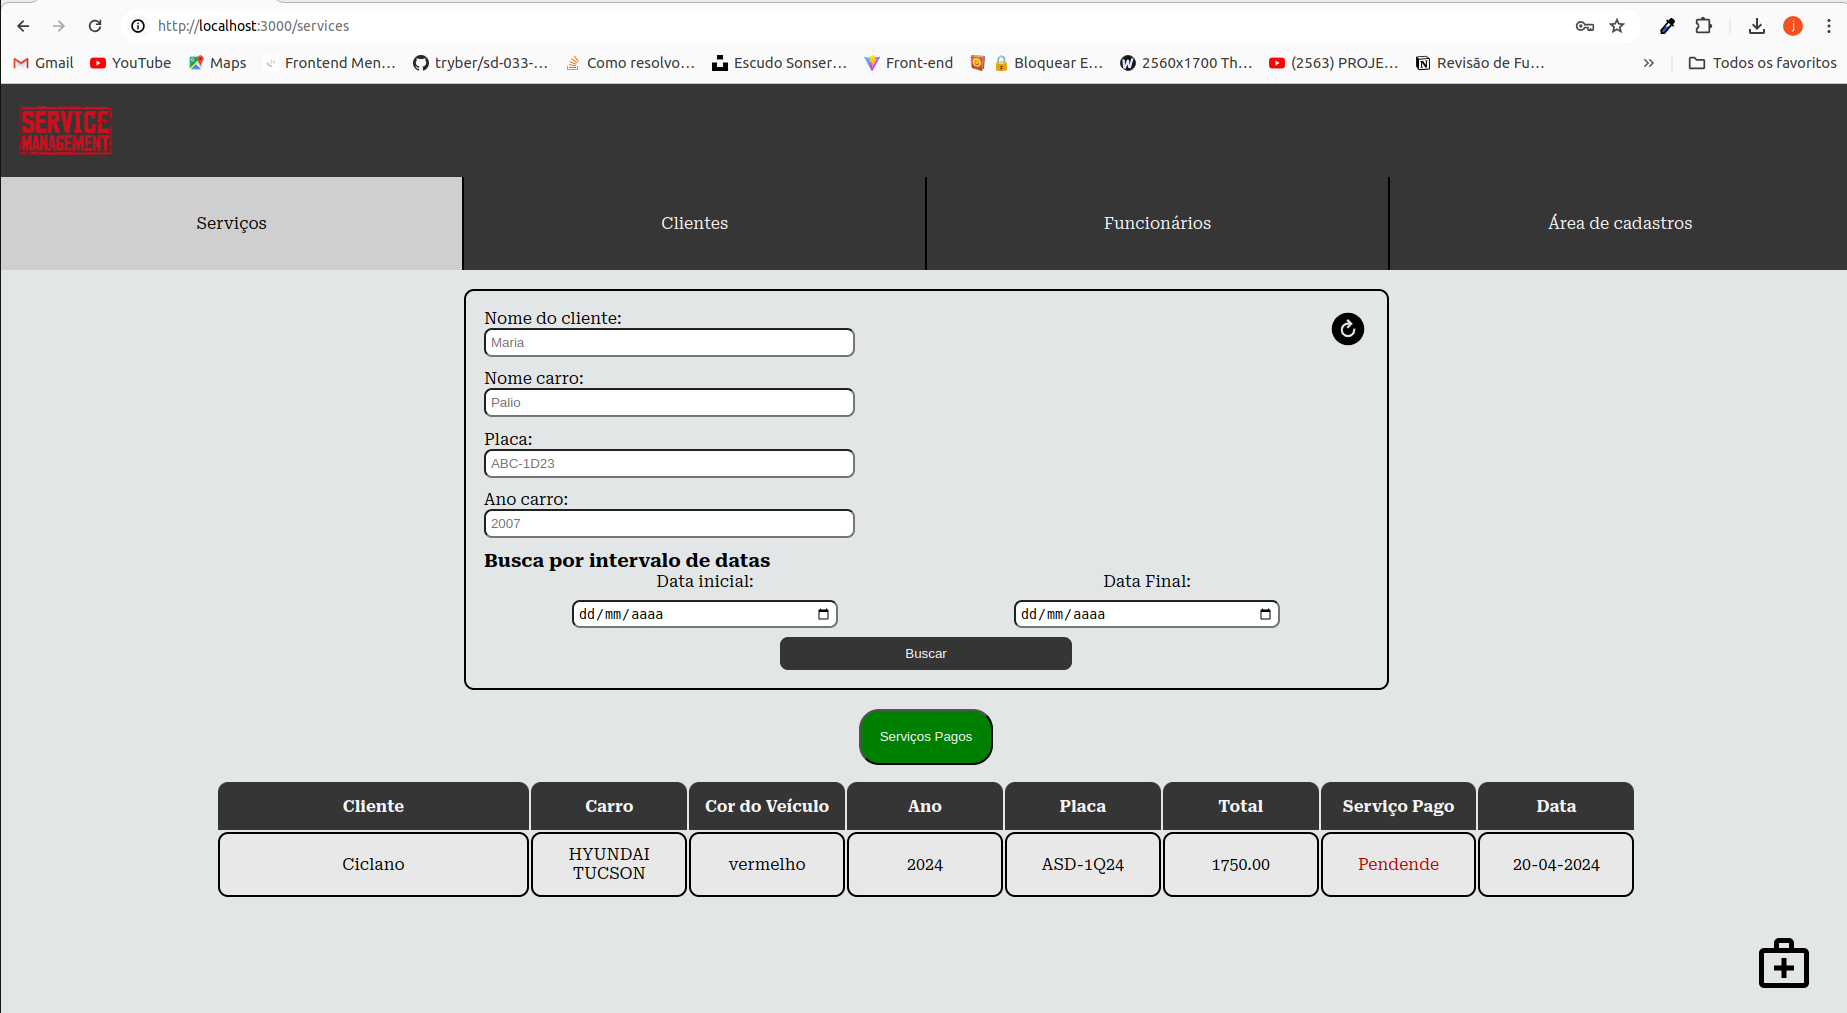 http://localhost:3000/services
j
Gmail
YouTube
Maps
Frontend Men...
tryber/sd-033-...
Como resolvo...
Escudo Sonser...
Front-end
Bloquear E...
2560x1700 Th...
(2563) PROJE...
Revisão de Fu...
»
Todos os favoritos
SERVICE
MANAGEMENT
Serviços
Clientes
Funcionários
Área de cadastros
Nome do cliente:
Maria
Nome carro:
Palio
Placa:
ABC-1D23
Ano carro:
2007
Busca por intervalo de datas
Data inicial:
Data Final:
dd/mm/aaaa
dd/mm/aaaa
Buscar
Serviços Pagos
Cliente
Carro
Cor do Veículo
Ano
Placa
Total
Serviço Pago
Data
Ciclano
HYUNDAI
TUCSON
vermelho
2024
ASD-1Q24
1750.00
Pendende
20-04-2024